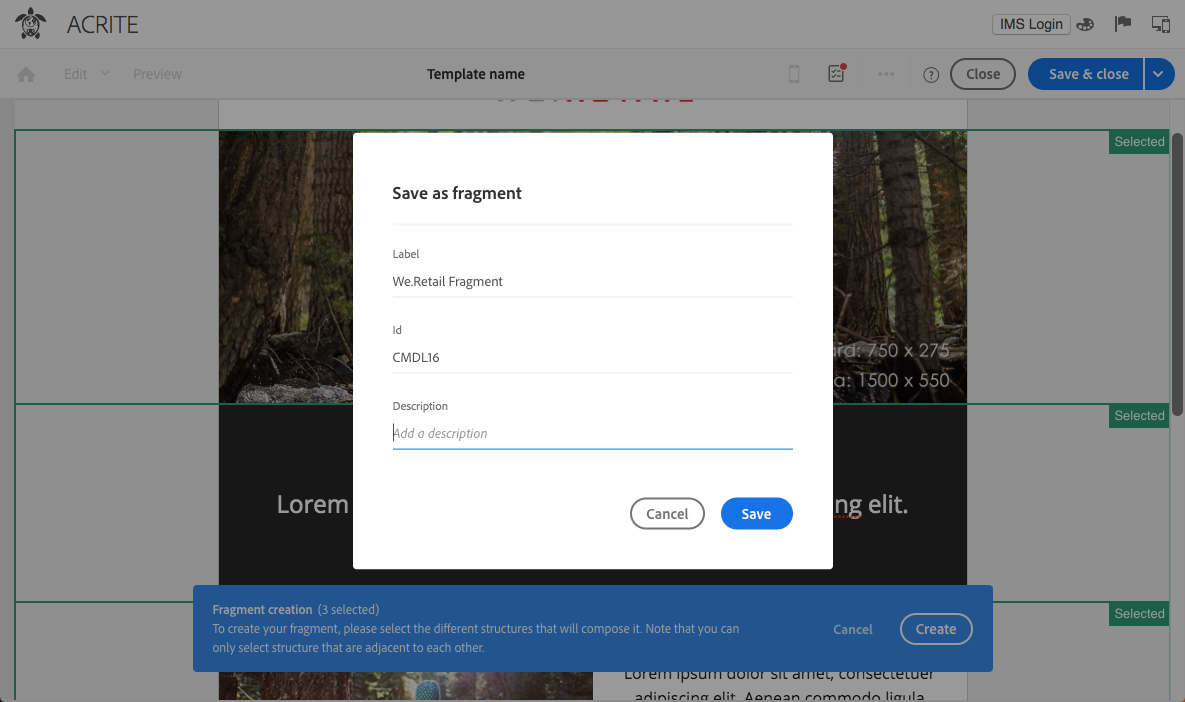 ACRITE
IMS Login
Edit
Preview
Template name
Close
Save & close
Selected
Save as fragment
Label
We.Retail Fragment
Id
CMDL16
: 750 x 275
: 1500 x 550
Description
Add a description
Selected
Lorem
elit.
Cancel
Save
Fragment creation (3 selected)
To create your fragment, please select the different structures that will compose it. Note that you can
only select structure that are adjacent to each other.
Cancel
Create
Selected
Lorem ipsum dolor sit amet, consectetuer
adipiscing elit. Aenean commodo ligula